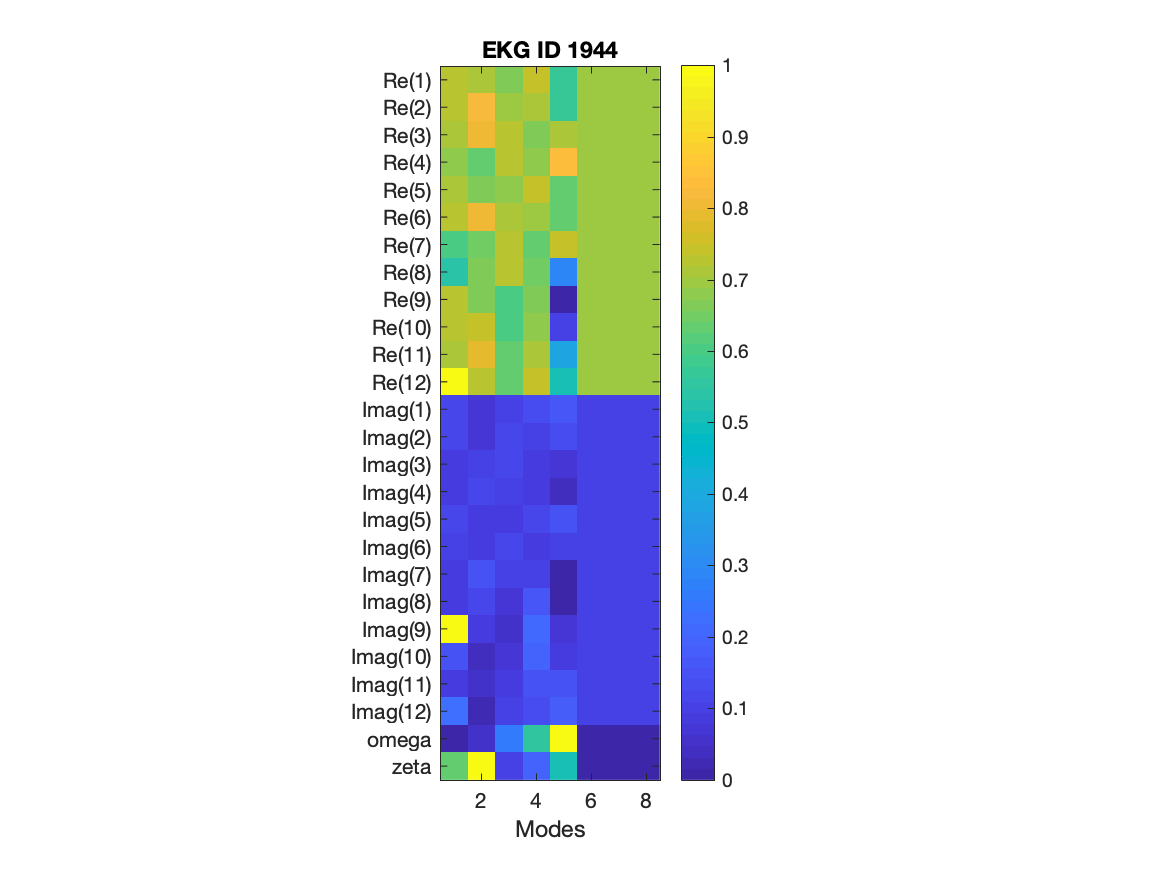 EKG ID 1944
Re(1)
Re(2)
Re(3)
Re(4)
Re(5)
Re(6)
Re(7)
Re(8)
Re(9)
Re(10)
Re(11)
Re(12)
Imag(1)
Imag(2)
Imag(3)
Imag(4)
Imag(5)
Imag(6)
Imag(7)
Imag(8)
Imag(9)
Imag(10)
Imag(11)
Imag(12)
omega
zeta
2 4 6 8
Modes
1
0.9
0.8
0.7
0.6
0.5
0.4
0.3
0.2
0.1
0